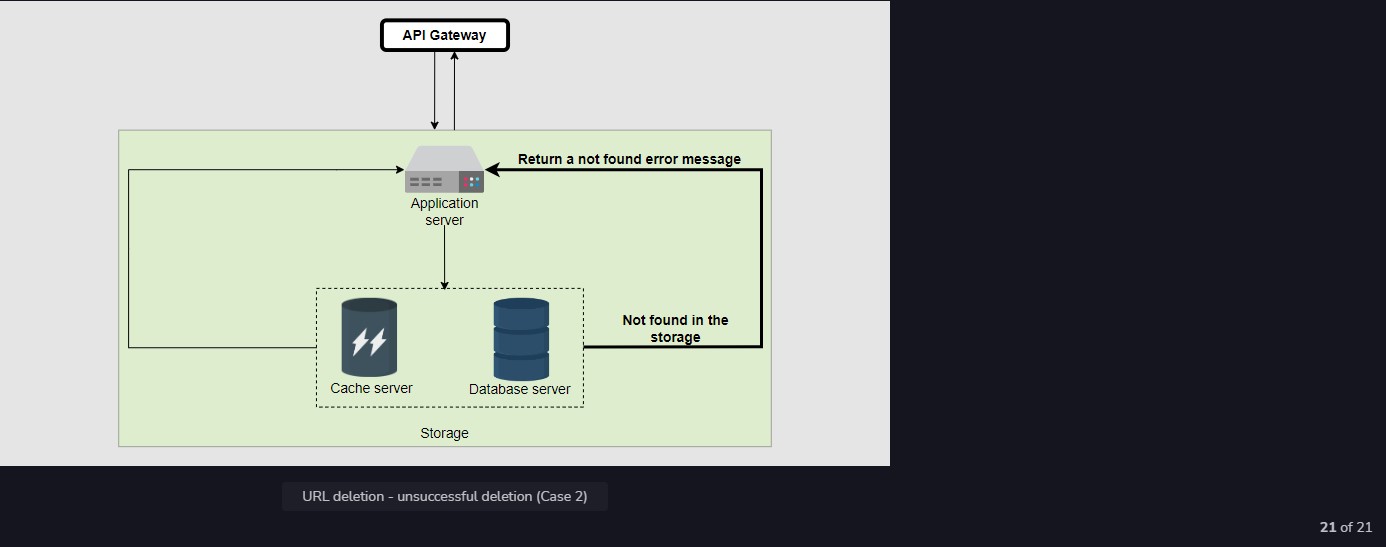 API Gateway
Return a not found error message
Application
server
Not found in the
storage
Cache server
Database server
Storage
URL deletion - unsuccessful deletion (Case 2)
21 of 21